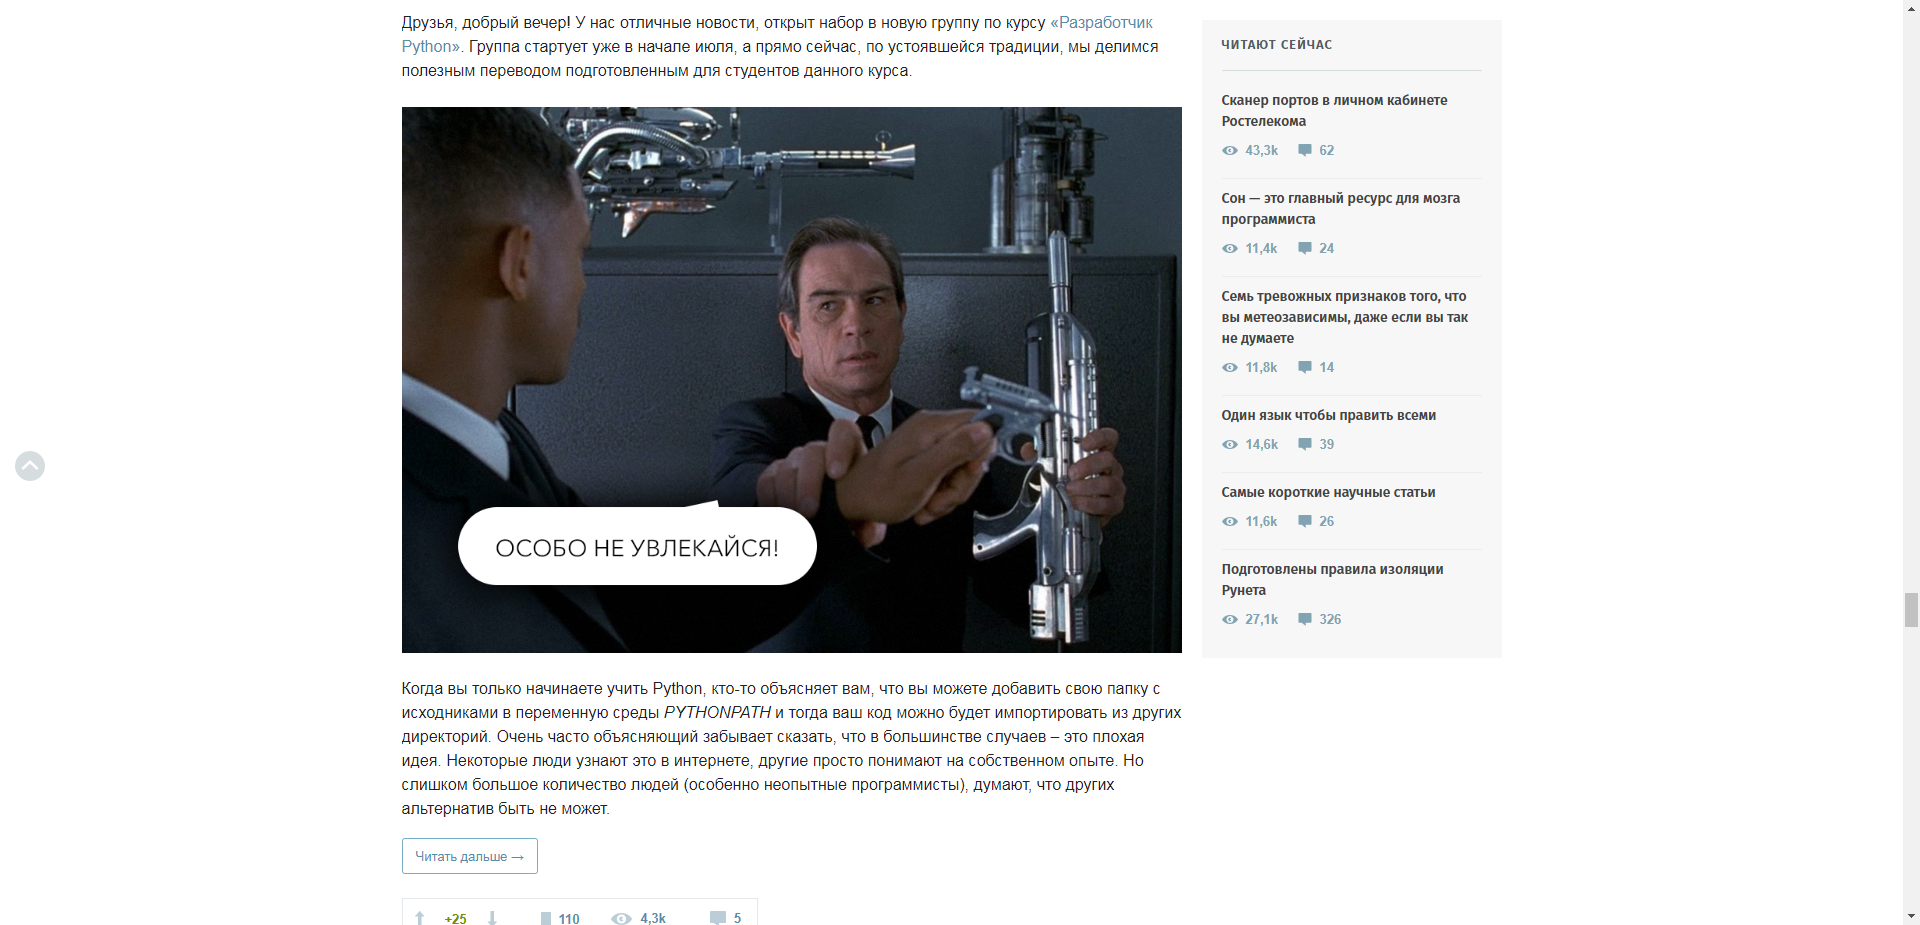 Друзья, добрый вечер! У нас отличные новости, открыт набор в новую группу по курсу «Разработчик
Python». Группа стартует уже в начале июля, а прямо сейчас, по устоявшейся традиции, мы делимся
полезным переводом подготовленным для студентов данного курса.
ОСОБО НЕ УВЛЕКАЙСЯ!
Когда вы только начинаете учить Python, кто-то объясняет вам, что вы можете добавить свою папку с
исходниками в переменную среды PYTHONPATH и тогда ваш код можно будет импортировать из других
директорий. Очень часто объясняющий забывает сказать, что в большинстве случаев – это плохая
идея. Некоторые люди узнают это в интернете, другие просто понимают на собственном опыте. Но
слишком большое количество людей (особенно неопытные программисты), думают, что других
альтернатив быть не может.
Читать дальше →
+25 110 4,3k 5
ЧИТАЮТ СЕЙЧАС
Сканер портов в личном кабинете
Ростелекома
43,3k 62
Сон — это главный ресурс для мозга
программиста
11,4k 24
Семь тревожных признаков того, что
вы метеозависимы, даже если вы так
не думаете
11,8k 14
Один язык чтобы править всеми
14,6k 39
Самые короткие научные статьи
11,6k 26
Подготовлены правила изоляции
Рунета
27,1k 326